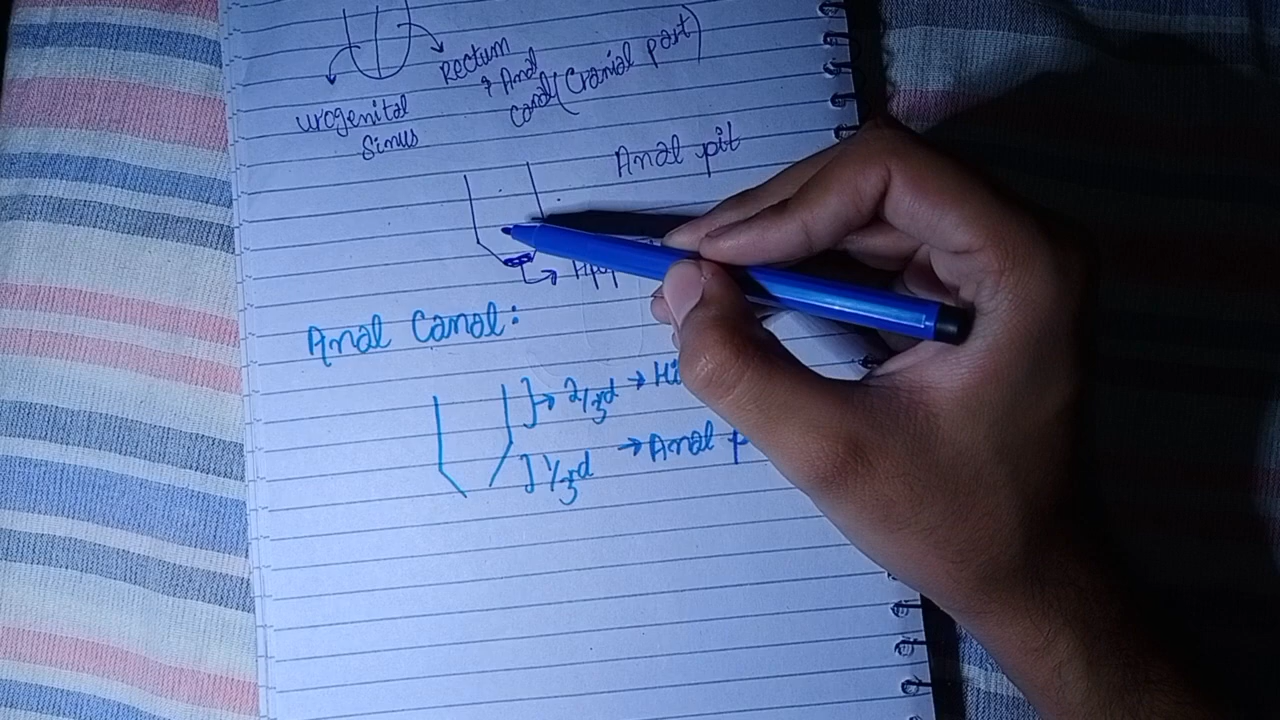 Rectum
& Anal
Canal (Cranial part)
urogenital
Sinus
Anal pit
Anal Canal:
2/3rd →
1/3rd → Anal